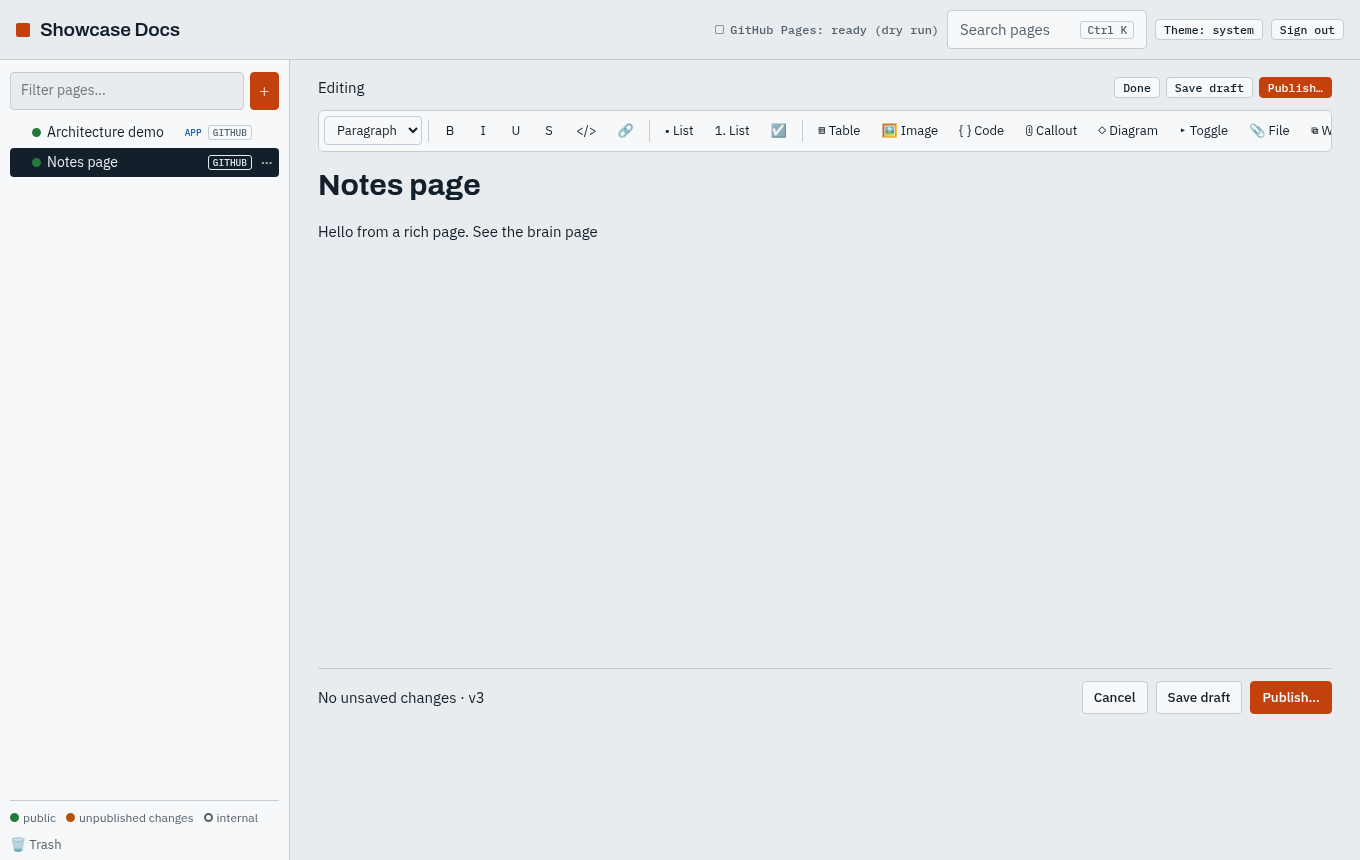 Showcase Docs
GitHub Pages: ready (dry run)
Search pages
Ctrl K
Theme: system
Sign out
Filter pages...
+
Architecture demo APP GITHUB
Notes page GITHUB ···
Editing
Done
Save draft
Publish…
Paragraph
B I U S </> • List 1. List Table Image { } Code Callout Diagram Toggle File W
Notes page
Hello from a rich page. See the brain page
No unsaved changes · v3
Cancel
Save draft
Publish…
public unpublished changes internal
Trash